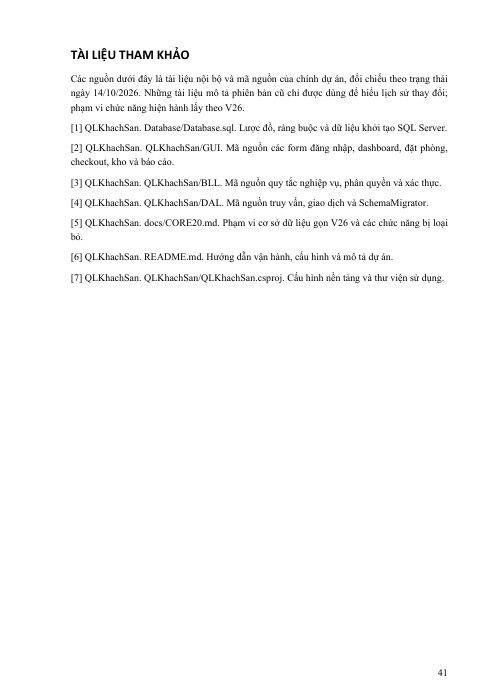 TÀI LIỆU THAM KHẢO
Các nguồn dưới đây là tài liệu nội bộ và mã nguồn của chính dự án, đối chiếu theo trạng thái
ngày 14/10/2026. Những tài liệu mô tả phiên bản cũ chỉ được dùng để hiểu lịch sử thay đổi;
phạm vi chức năng hiện hành lấy theo V26.
[1] QLKhachSan. Database/Database.sql. Lược đồ, ràng buộc và dữ liệu khởi tạo SQL Server.
[2] QLKhachSan. QLKhachSan/GUI. Mã nguồn các form đăng nhập, dashboard, đặt phòng,
checkout, kho và báo cáo.
[3] QLKhachSan. QLKhachSan/BLL. Mã nguồn quy tắc nghiệp vụ, phân quyền và xác thực.
[4] QLKhachSan. QLKhachSan/DAL. Mã nguồn truy vấn, giao dịch và SchemaMigrator.
[5] QLKhachSan. docs/CORE20.md. Phạm vi cơ sở dữ liệu gọn V26 và các chức năng bị loại
bỏ.
[6] QLKhachSan. README.md. Hướng dẫn vận hành, cấu hình và mô tả dự án.
[7] QLKhachSan. QLKhachSan/QLKhachSan.csproj. Cấu hình nền tảng và thư viện sử dụng.
41